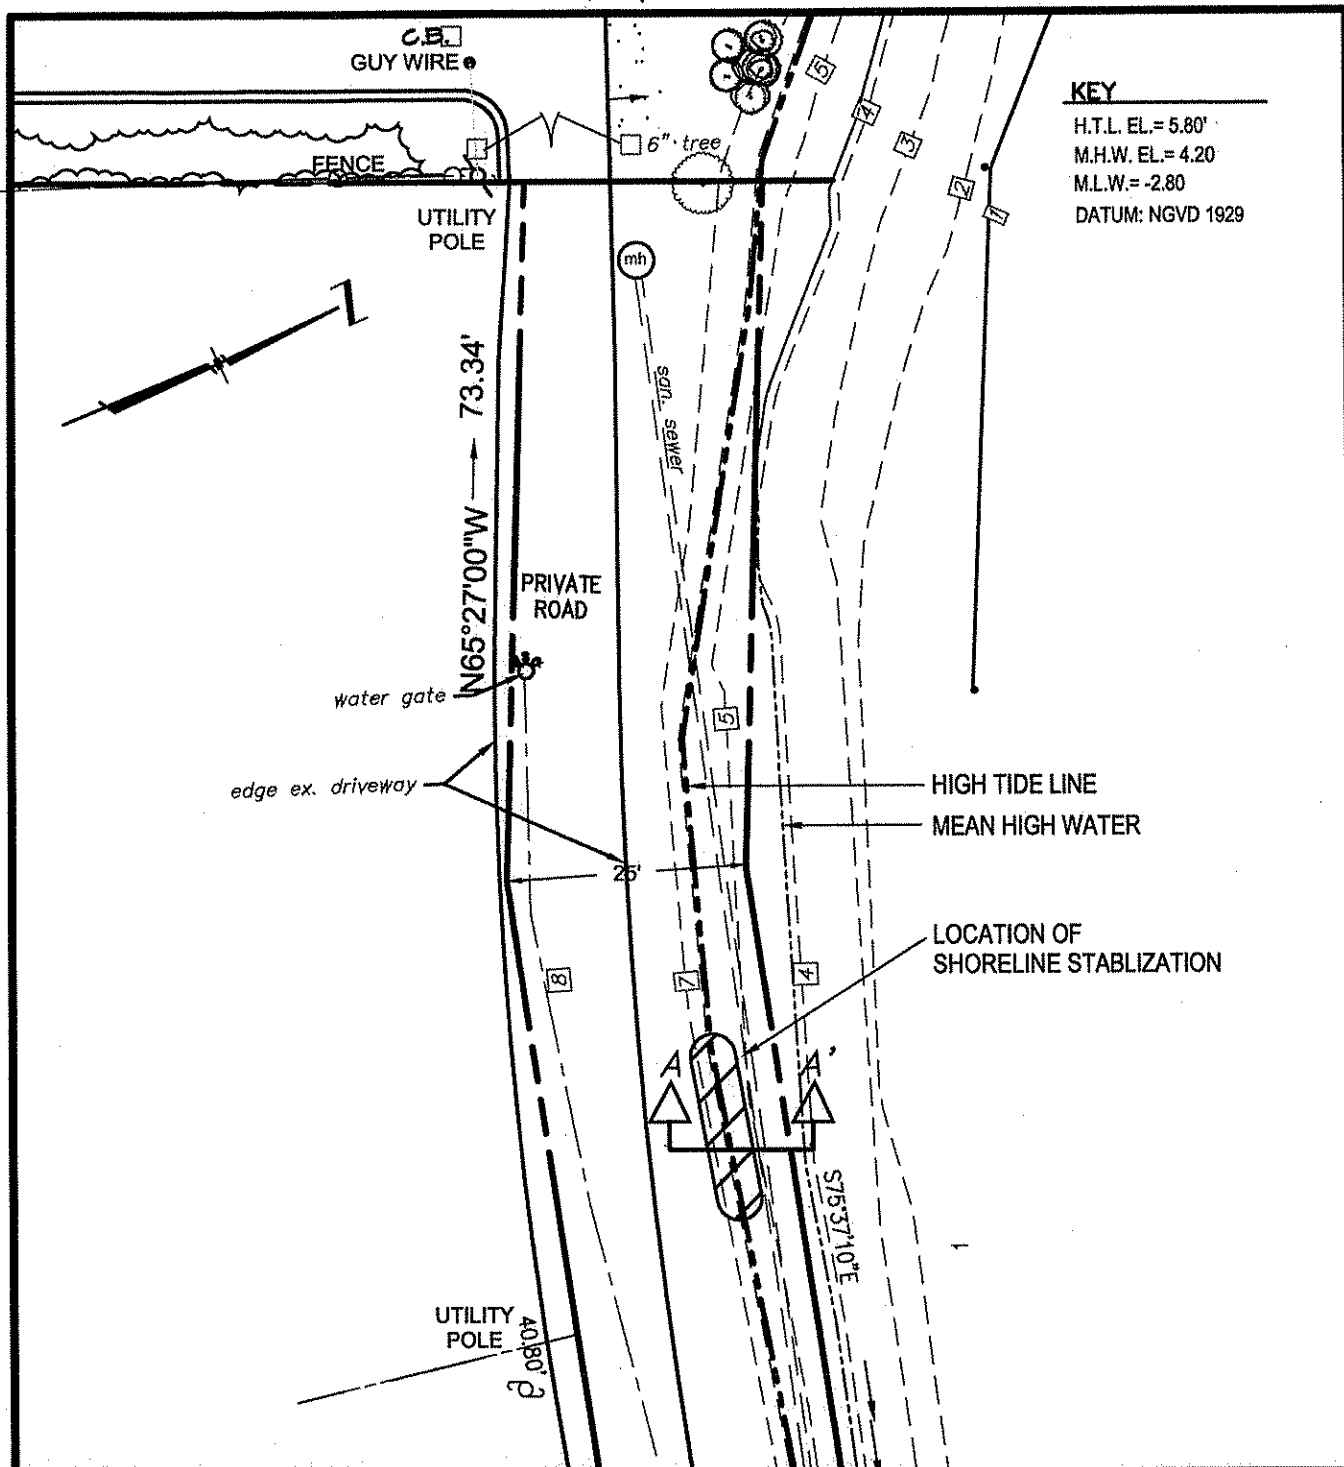 C.B.
GUY WIRE
FENCE
6" tree
UTILITY
POLE
KEY
H.T.L. EL.= 5.80'
M.H.W. EL.= 4.20
M.L.W.= -2.80
DATUM: NGVD 1929
5
4
3
2
1
Z
mh
san. sewer
N65°27'00"W 73.34'
PRIVATE
ROAD
water gate
edge ex. driveway
5
HIGH TIDE LINE
MEAN HIGH WATER
25'
LOCATION OF
SHORELINE STABLIZATION
8
7
4
A
A'
S75°37'10"E
1
UTILITY
POLE
40.80'